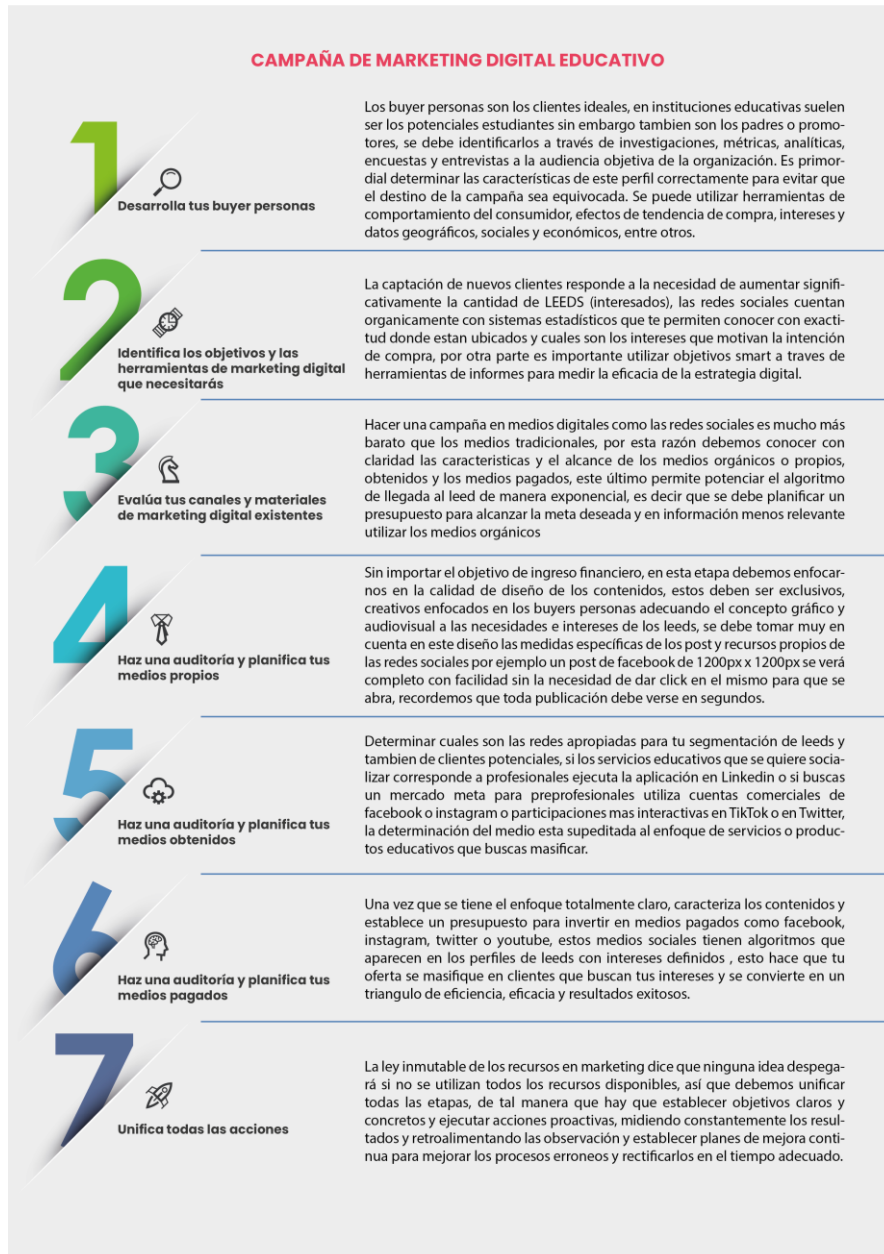 CAMPAÑA DE MARKETING DIGITAL EDUCATIVO
1
Desarrolla tus buyer personas
Los buyer personas son los clientes ideales, en instituciones educativas suelen
ser los potenciales estudiantes sin embargo tambien son los padres o promo-
tores, se debe identificarlos a través de investigaciones, métricas, analíticas,
encuestas y entrevistas a la audiencia objetiva de la organización. Es primor-
dial determinar las características de este perfil correctamente para evitar que
el destino de la campaña sea equivocada. Se puede utilizar herramientas de
comportamiento del consumidor, efectos de tendencia de compra, intereses y
datos geográficos, sociales y económicos, entre otros.
2
Identifica los objetivos y las
herramientas de marketing digital
que necesitarás
La captación de nuevos clientes responde a la necesidad de aumentar signifi-
cativamente la cantidad de LEEDS (interesados), las redes sociales cuentan
organicamente con sistemas estadísticos que te permiten conocer con exacti-
tud donde estan ubicados y cuales son los intereses que motivan la intención
de compra, por otra parte es importante utilizar objetivos smart a traves de
herramientas de informes para medir la eficacia de la estrategia digital.
3
Evalúa tus canales y materiales
de marketing digital existentes
Hacer una campaña en medios digitales como las redes sociales es mucho más
barato que los medios tradicionales, por esta razón debemos conocer con
claridad las caracteristicas y el alcance de los medios orgánicos o propios,
obtenidos y los medios pagados, este último permite potenciar el algoritmo
de llegada al leed de manera exponencial, es decir que se debe planificar un
presupuesto para alcanzar la meta deseada y en información menos relevante
utilizar los medios orgánicos
4
Haz una auditoría y planifica tus
medios propios
Sin importar el objetivo de ingreso financiero, en esta etapa debemos enfocar-
nos en la calidad de diseño de los contenidos, estos deben ser exclusivos,
creativos enfocados en los buyers personas adecuando el concepto gráfico y
audiovisual a las necesidades e intereses de los leeds, se debe tomar muy en
cuenta en este diseño las medidas específicas de los post y recursos propios de
las redes sociales por ejemplo un post de facebook de 1200px x 1200px se verá
completo con facilidad sin la necesidad de dar click en el mismo para que se
abra, recordemos que toda publicación debe verse en segundos.
5
Haz una auditoría y planifica tus
medios obtenidos
Determinar cuales son las redes apropiadas para tu segmentación de leeds y
tambien de clientes potenciales, si los servicios educativos que se quiere socia-
lizar corresponde a profesionales ejecuta la aplicación en Linkedin o si buscas
un mercado meta para preprofesionales utiliza cuentas comerciales de
facebook o instagram o participaciones mas interactivas en TikTok o en Twitter,
la determinación del medio esta supeditada al enfoque de servicios o produc-
tos educativos que buscas masificar.
6
Haz una auditoría y planifica tus
medios pagados
Una vez que se tiene el enfoque totalmente claro, caracteriza los contenidos y
establece un presupuesto para invertir en medios pagados como facebook,
instagram, twitter o youtube, estos medios sociales tienen algoritmos que
aparecen en los perfiles de leeds con intereses definidos , esto hace que tu
oferta se masifique en clientes que buscan tus intereses y se convierte en un
triangulo de eficiencia, eficacia y resultados exitosos.
7
Unifica todas las acciones
La ley inmutable de los recursos en marketing dice que ninguna idea despega-
rá si no se utilizan todos los recursos disponibles, así que debemos unificar
todas las etapas, de tal manera que hay que establecer objetivos claros y
concretos y ejecutar acciones proactivas, midiendo constantemente los resul-
tados y retroalimentando las observación y establecer planes de mejora conti-
nua para mejorar los procesos erroneos y rectificarlos en el tiempo adecuado.